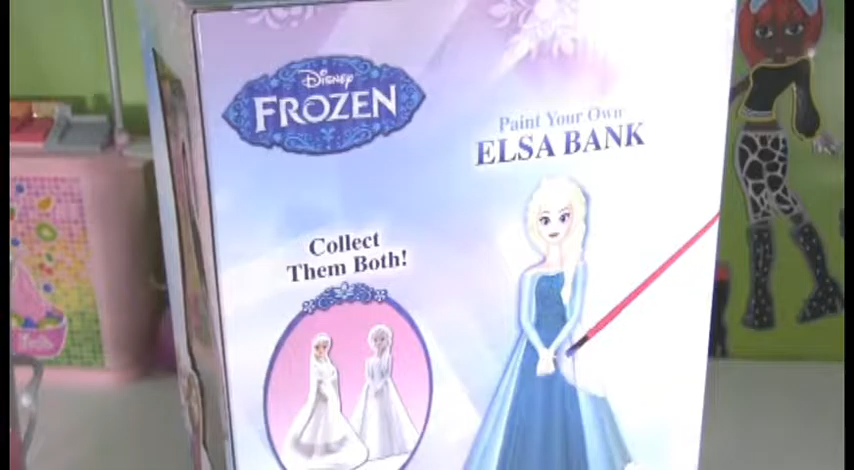 Disney
FROZEN
Paint Your Own
ELSA BANK
Collect
Them Both!